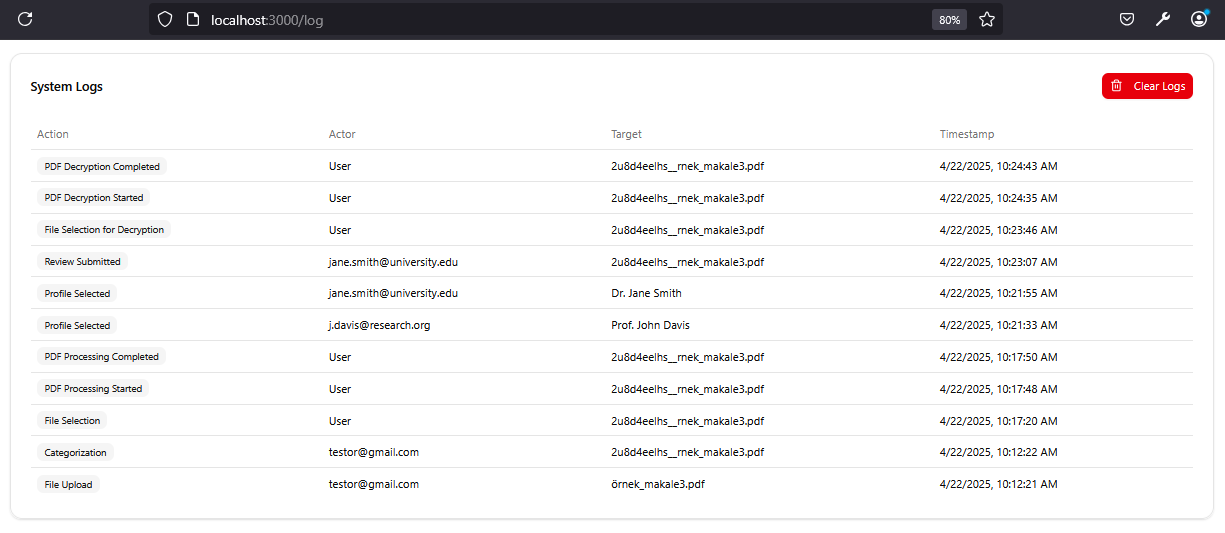 localhost:3000/log 80%
System Logs Clear Logs
Action Actor Target Timestamp
PDF Decryption Completed User 2u8d4eelhs__rnek_makale3.pdf 4/22/2025, 10:24:43 AM
PDF Decryption Started User 2u8d4eelhs__rnek_makale3.pdf 4/22/2025, 10:24:35 AM
File Selection for Decryption User 2u8d4eelhs__rnek_makale3.pdf 4/22/2025, 10:23:46 AM
Review Submitted jane.smith@university.edu 2u8d4eelhs__rnek_makale3.pdf 4/22/2025, 10:23:07 AM
Profile Selected jane.smith@university.edu Dr. Jane Smith 4/22/2025, 10:21:55 AM
Profile Selected j.davis@research.org Prof. John Davis 4/22/2025, 10:21:33 AM
PDF Processing Completed User 2u8d4eelhs__rnek_makale3.pdf 4/22/2025, 10:17:50 AM
PDF Processing Started User 2u8d4eelhs__rnek_makale3.pdf 4/22/2025, 10:17:48 AM
File Selection User 2u8d4eelhs__rnek_makale3.pdf 4/22/2025, 10:17:20 AM
Categorization testor@gmail.com 2u8d4eelhs__rnek_makale3.pdf 4/22/2025, 10:12:22 AM
File Upload testor@gmail.com örnek_makale3.pdf 4/22/2025, 10:12:21 AM